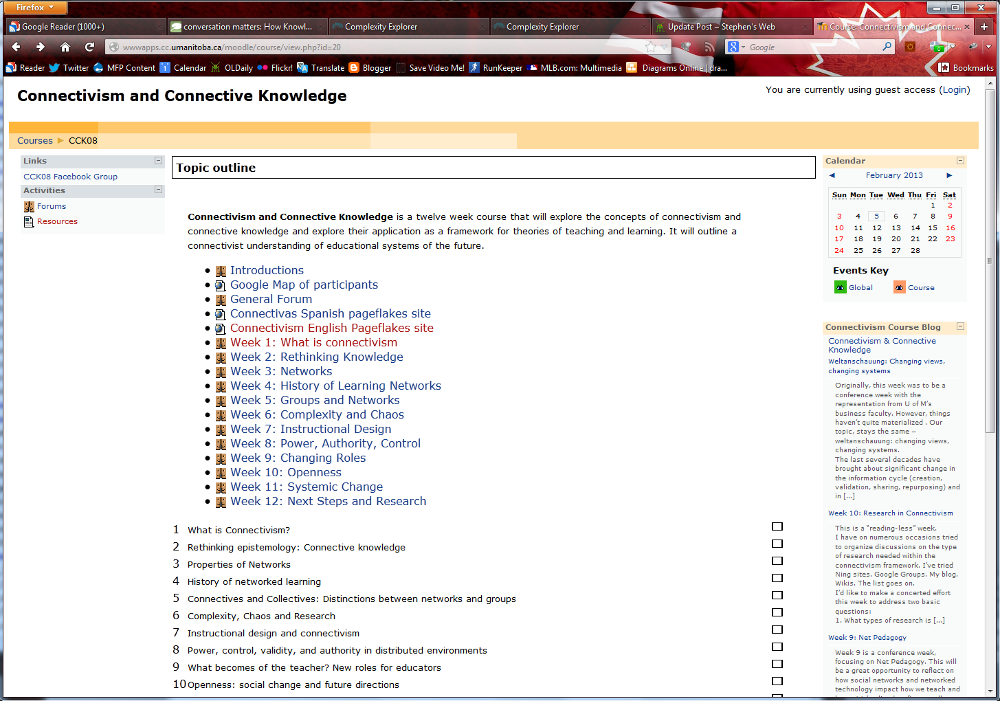 Firefox
Google Reader (1000+)
conversation matters: How Knowl...
Complexity Explorer
Complexity Explorer
Update Post ~ Stephen's Web
Course: Connectivism and Connec...
wwwapps.cc.umanitoba.ca/moodle/course/view.php?id=20
Google
Reader
Twitter
MFP Content
Calendar
OLDaily
Flickr!
Translate
Blogger
Save Video Me!
RunKeeper
MLB.com: Multimedia
Diagrams Online | dra...
Bookmarks
Connectivism and Connective Knowledge
You are currently using guest access (Login)
Courses ► CCK08
Links
CCK08 Facebook Group
Activities
Forums
Resources
Topic outline
Connectivism and Connective Knowledge is a twelve week course that will explore the concepts of connectivism and
connective knowledge and explore their application as a framework for theories of teaching and learning. It will outline a
connectivist understanding of educational systems of the future.
Introductions
Google Map of participants
General Forum
Connectivas Spanish pageflakes site
Connectivism English Pageflakes site
Week 1: What is connectivism
Week 2: Rethinking Knowledge
Week 3: Networks
Week 4: History of Learning Networks
Week 5: Groups and Networks
Week 6: Complexity and Chaos
Week 7: Instructional Design
Week 8: Power, Authority, Control
Week 9: Changing Roles
Week 10: Openness
Week 11: Systemic Change
Week 12: Next Steps and Research
1 What is Connectivism?
2 Rethinking epistemology: Connective knowledge
3 Properties of Networks
4 History of networked learning
5 Connectives and Collectives: Distinctions between networks and groups
6 Complexity, Chaos and Research
7 Instructional design and connectivism
8 Power, control, validity, and authority in distributed environments
9 What becomes of the teacher? New roles for educators
10 Openness: social change and future directions
Calendar
◄ February 2013 ►
Sun Mon Tue Wed Thu Fri Sat
1 2
3 4 5 6 7 8 9
10 11 12 13 14 15 16
17 18 19 20 21 22 23
24 25 26 27 28
Events Key
Global
Course
Connectivism Course Blog
Connectivism & Connective
Knowledge
Weltanschauung: Changing views,
changing systems
Originally, this week was to be a
conference week with the
representation from U of M's
business faculty. However, things
haven't quite materialized . Our
topic, stays the same –
weltanschauung: changing views,
changing systems.
The last several decades have
brought about significant change in
the information cycle (creation,
validation, sharing, repurposing) and
in [...]
Week 10: Research in Connectivism
This is a "reading-less" week.
I have on numerous occasions tried
to organize discussions on the type
of research needed within the
connectivism framework. I've tried
Ning sites. Google Groups. My blog.
Wikis. The list goes on.
I'd like to make a concerted effort
this week to address two basic
questions:
1. What types of research is [...]
Week 9: Net Pedagogy
Week 9 is a conference week,
focusing on Net Pedagogy. This will
be a great opportunity to reflect on
how social networks and networked
technology impact how we teach and